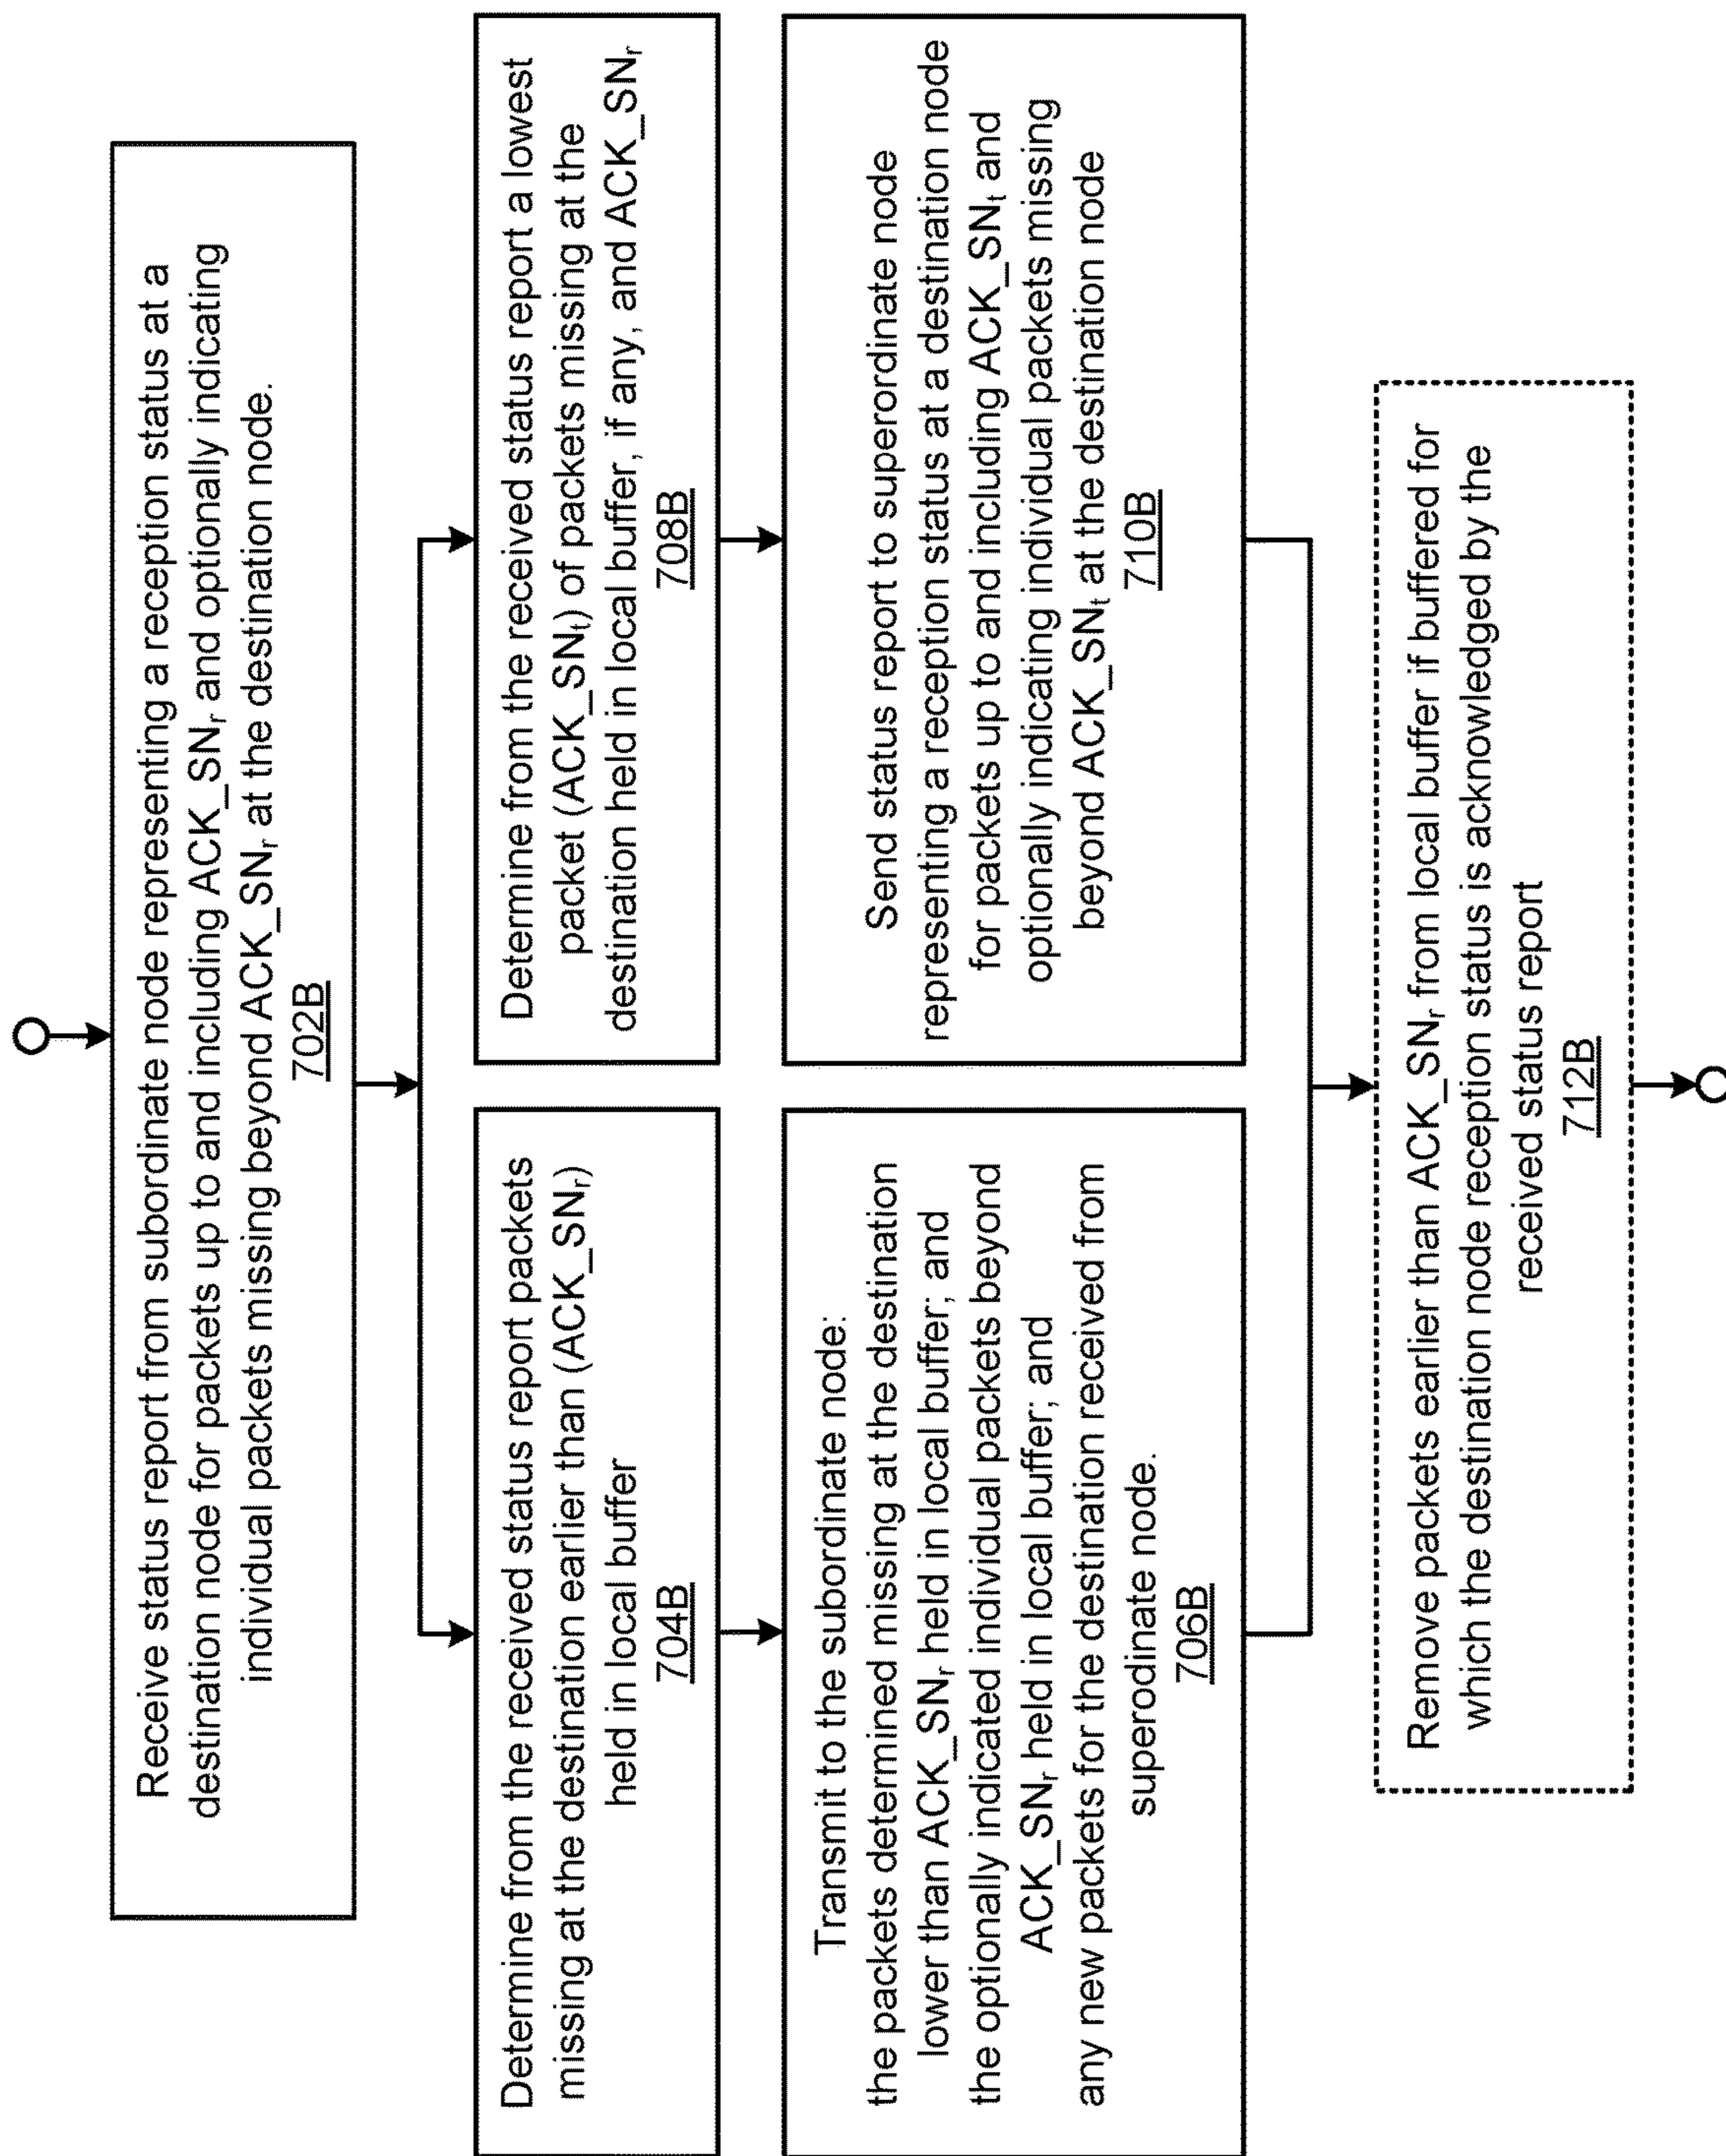 Receive status report from subordinate node representing a reception status at a
destination node for packets up to and including ACK_SNr and optionally indicating
individual packets missing beyond ACK_SNr at the destination node.
702B
Determine from the received status report packets
missing at the destination earlier than (ACK_SNr)
held in local buffer
704B
Transmit to the subordinate node:
the packets determined missing at the destination
lower than ACK_SNr held in local buffer; and
the optionally indicated individual packets beyond
ACK_SNr held in local buffer; and
any new packets for the destination received from
superodinate node.
706B
Determine from the received status report a lowest
packet (ACK_SNt) of packets missing at the
destination held in local buffer, if any, and ACK_SNr
708B
Send status report to superordinate node
representing a reception status at a destination node
for packets up to and including ACK_SNt and
optionally indicating individual packets missing
beyond ACK_SNt at the destination node
710B
Remove packets earlier than ACK_SNr from local buffer if buffered for
which the destination node reception status is acknowledged by the
received status report
712B